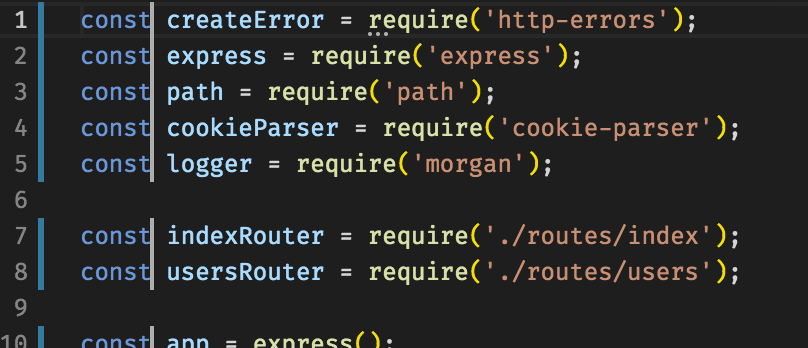 1 const createError = require('http-errors');
2 const express = require('express');
3 const path = require('path');
4 const cookieParser = require('cookie-parser');
5 const logger = require('morgan');
6
7 const indexRouter = require('./routes/index');
8 const usersRouter = require('./routes/users');
9
10 const app = express();